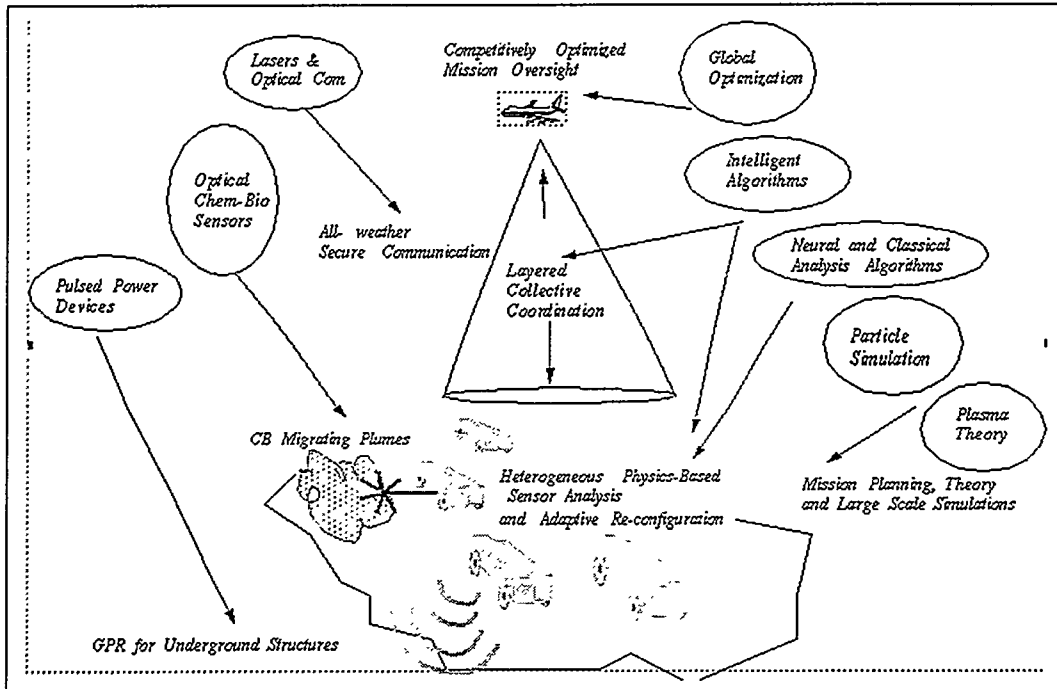 Lasers &
Optical Com
Competitively Optimized
Mission Oversight
Global
Optimization
Optical
Chem-Bio
Sensors
Intelligent
Algorithms
All- weather
Secure Communication
Neural and Classical
Analysis Algorithms
Pulsed Power
Devices
Layered
Collective
Coordination
Particle
Simulation
Plasma
Theory
CB Migrating Plumes
Heterogeneous Physics-Based
Sensor Analysis
and Adaptive Re-configuration
Mission Planning, Theory
and Large Scale Simulations
GPR for Underground Structures